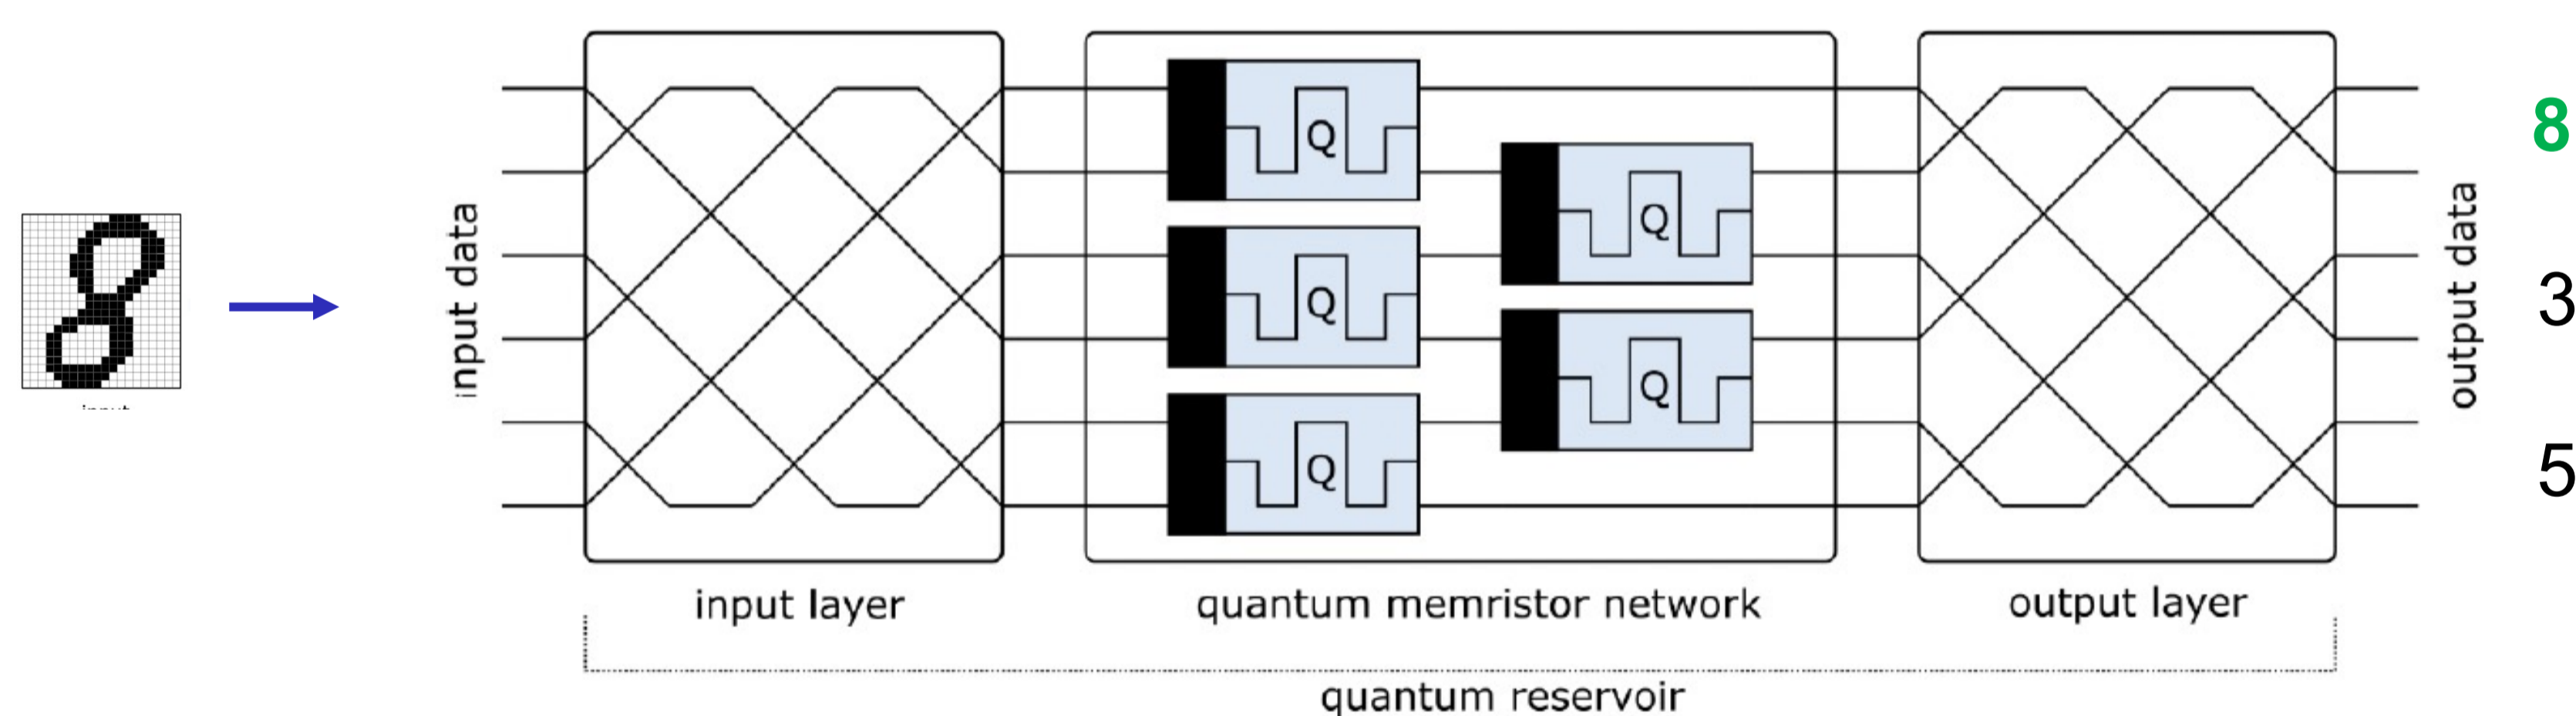 input data
Q
Q
Q
Q
Q
output data
8
3
5
input layer
quantum memristor network
output layer
quantum reservoir